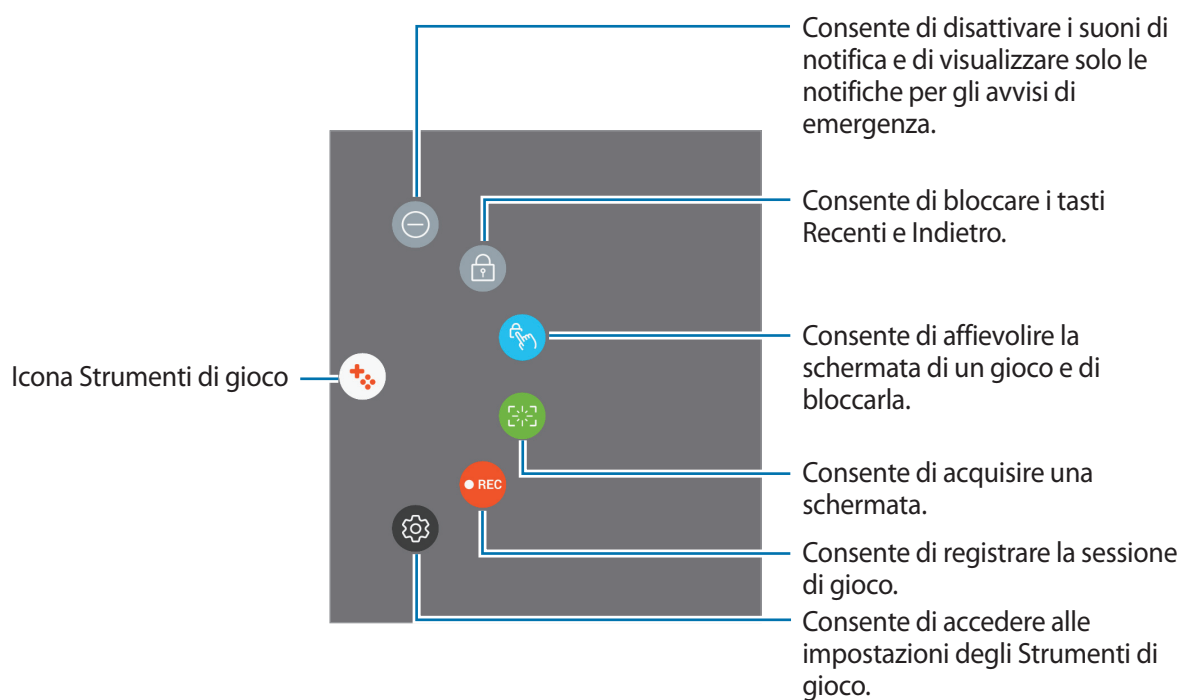 Consente di disattivare i suoni di
notifica e di visualizzare solo le
notifiche per gli avvisi di
emergenza.
Consente di bloccare i tasti
Recenti e Indietro.
Consente di affievolire la
schermata di un gioco e di
bloccarla.
Icona Strumenti di gioco
Consente di acquisire una
schermata.
REC
Consente di registrare la sessione
di gioco.
Consente di accedere alle
impostazioni degli Strumenti di
gioco.